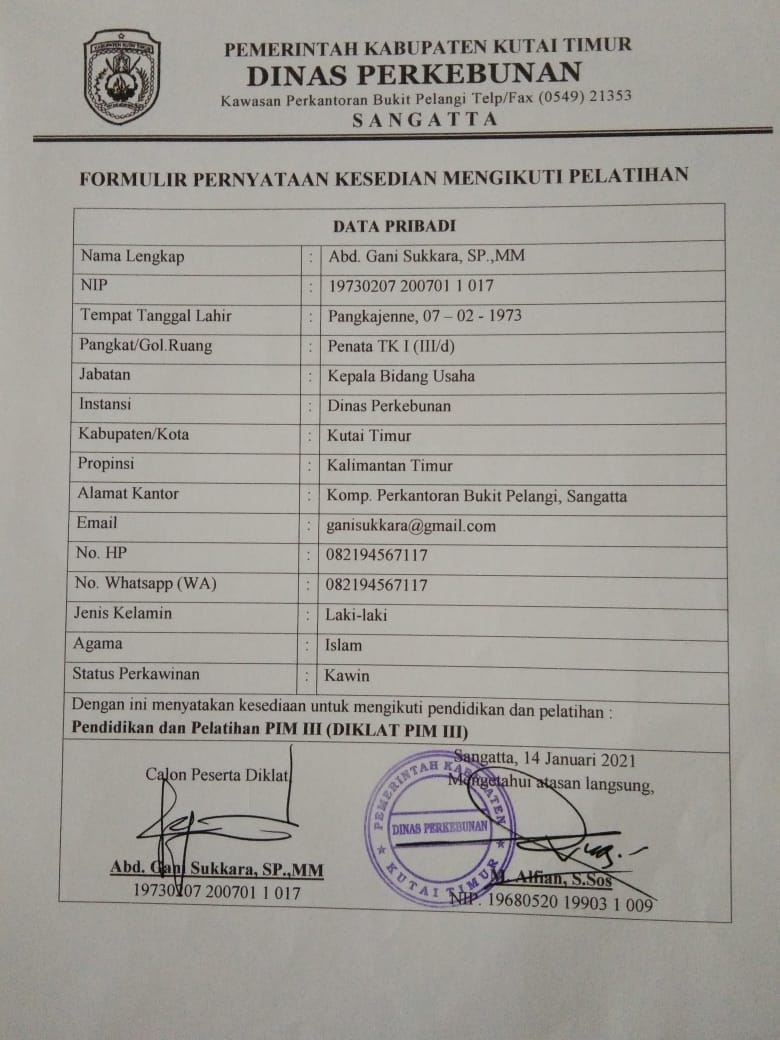 KABUPATEN KUTAI TIMUR
PEMERINTAH KABUPATEN KUTAI TIMUR
DINAS PERKEBUNAN
Kawasan Perkantoran Bukit Pelangi Telp/Fax (0549) 21353
SANGATTA
FORMULIR PERNYATAAN KESEDIAN MENGIKUTI PELATIHAN
DATA PRIBADI
Nama Lengkap : Abd. Gani Sukkara, SP.,MM
NIP : 19730207 200701 1 017
Tempat Tanggal Lahir : Pangkajenne, 07 – 02 - 1973
Pangkat/Gol.Ruang : Penata TK I (III/d)
Jabatan : Kepala Bidang Usaha
Instansi : Dinas Perkebunan
Kabupaten/Kota : Kutai Timur
Propinsi : Kalimantan Timur
Alamat Kantor : Komp. Perkantoran Bukit Pelangi, Sangatta
Email : ganisukkara@gmail.com
No. HP : 082194567117
No. Whatsapp (WA) : 082194567117
Jenis Kelamin : Laki-laki
Agama : Islam
Status Perkawinan : Kawin
Dengan ini menyatakan kesediaan untuk mengikuti pendidikan dan pelatihan :
Pendidikan dan Pelatihan PIM III (DIKLAT PIM III)
Sangatta, 14 Januari 2021
Calon Peserta Diklat
Mengetahui atasan langsung,
PEMERINTAH KABUPATEN
DINAS PERKEBUNAN
KUTAI TIMUR
Abd. Gani Sukkara, SP.,MM
19730207 200701 1 017
M. Alfian, S.Sos
NIP. 19680520 19903 1 009